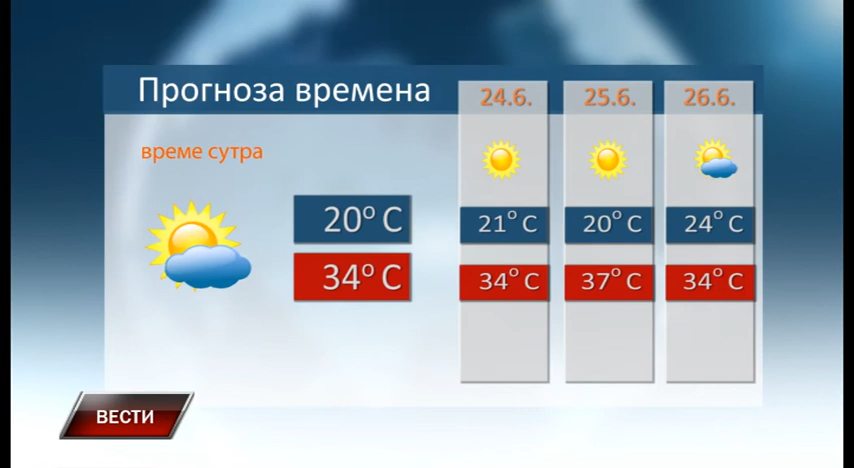 Прогноза времена
време сутра
20° C
34° C
24.6.
21° C
34° C
25.6.
20° C
37° C
26.6.
24° C
34° C
ВЕСТИ